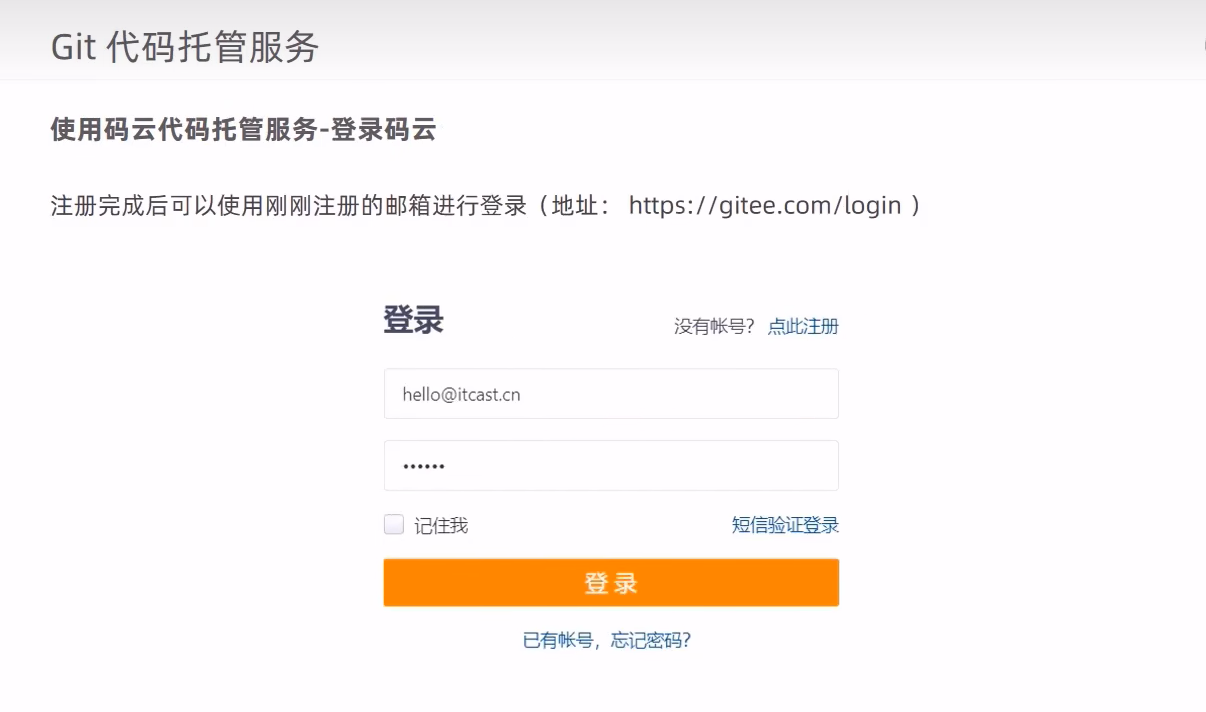 Git 代码托管服务
使用码云代码托管服务-登录码云
注册完成后可以使用刚刚注册的邮箱进行登录（地址： https://gitee.com/login ）
登录
没有帐号？ 点此注册
hello@itcast.cn
••••••
记住我
短信验证登录
登 录
已有帐号，忘记密码？